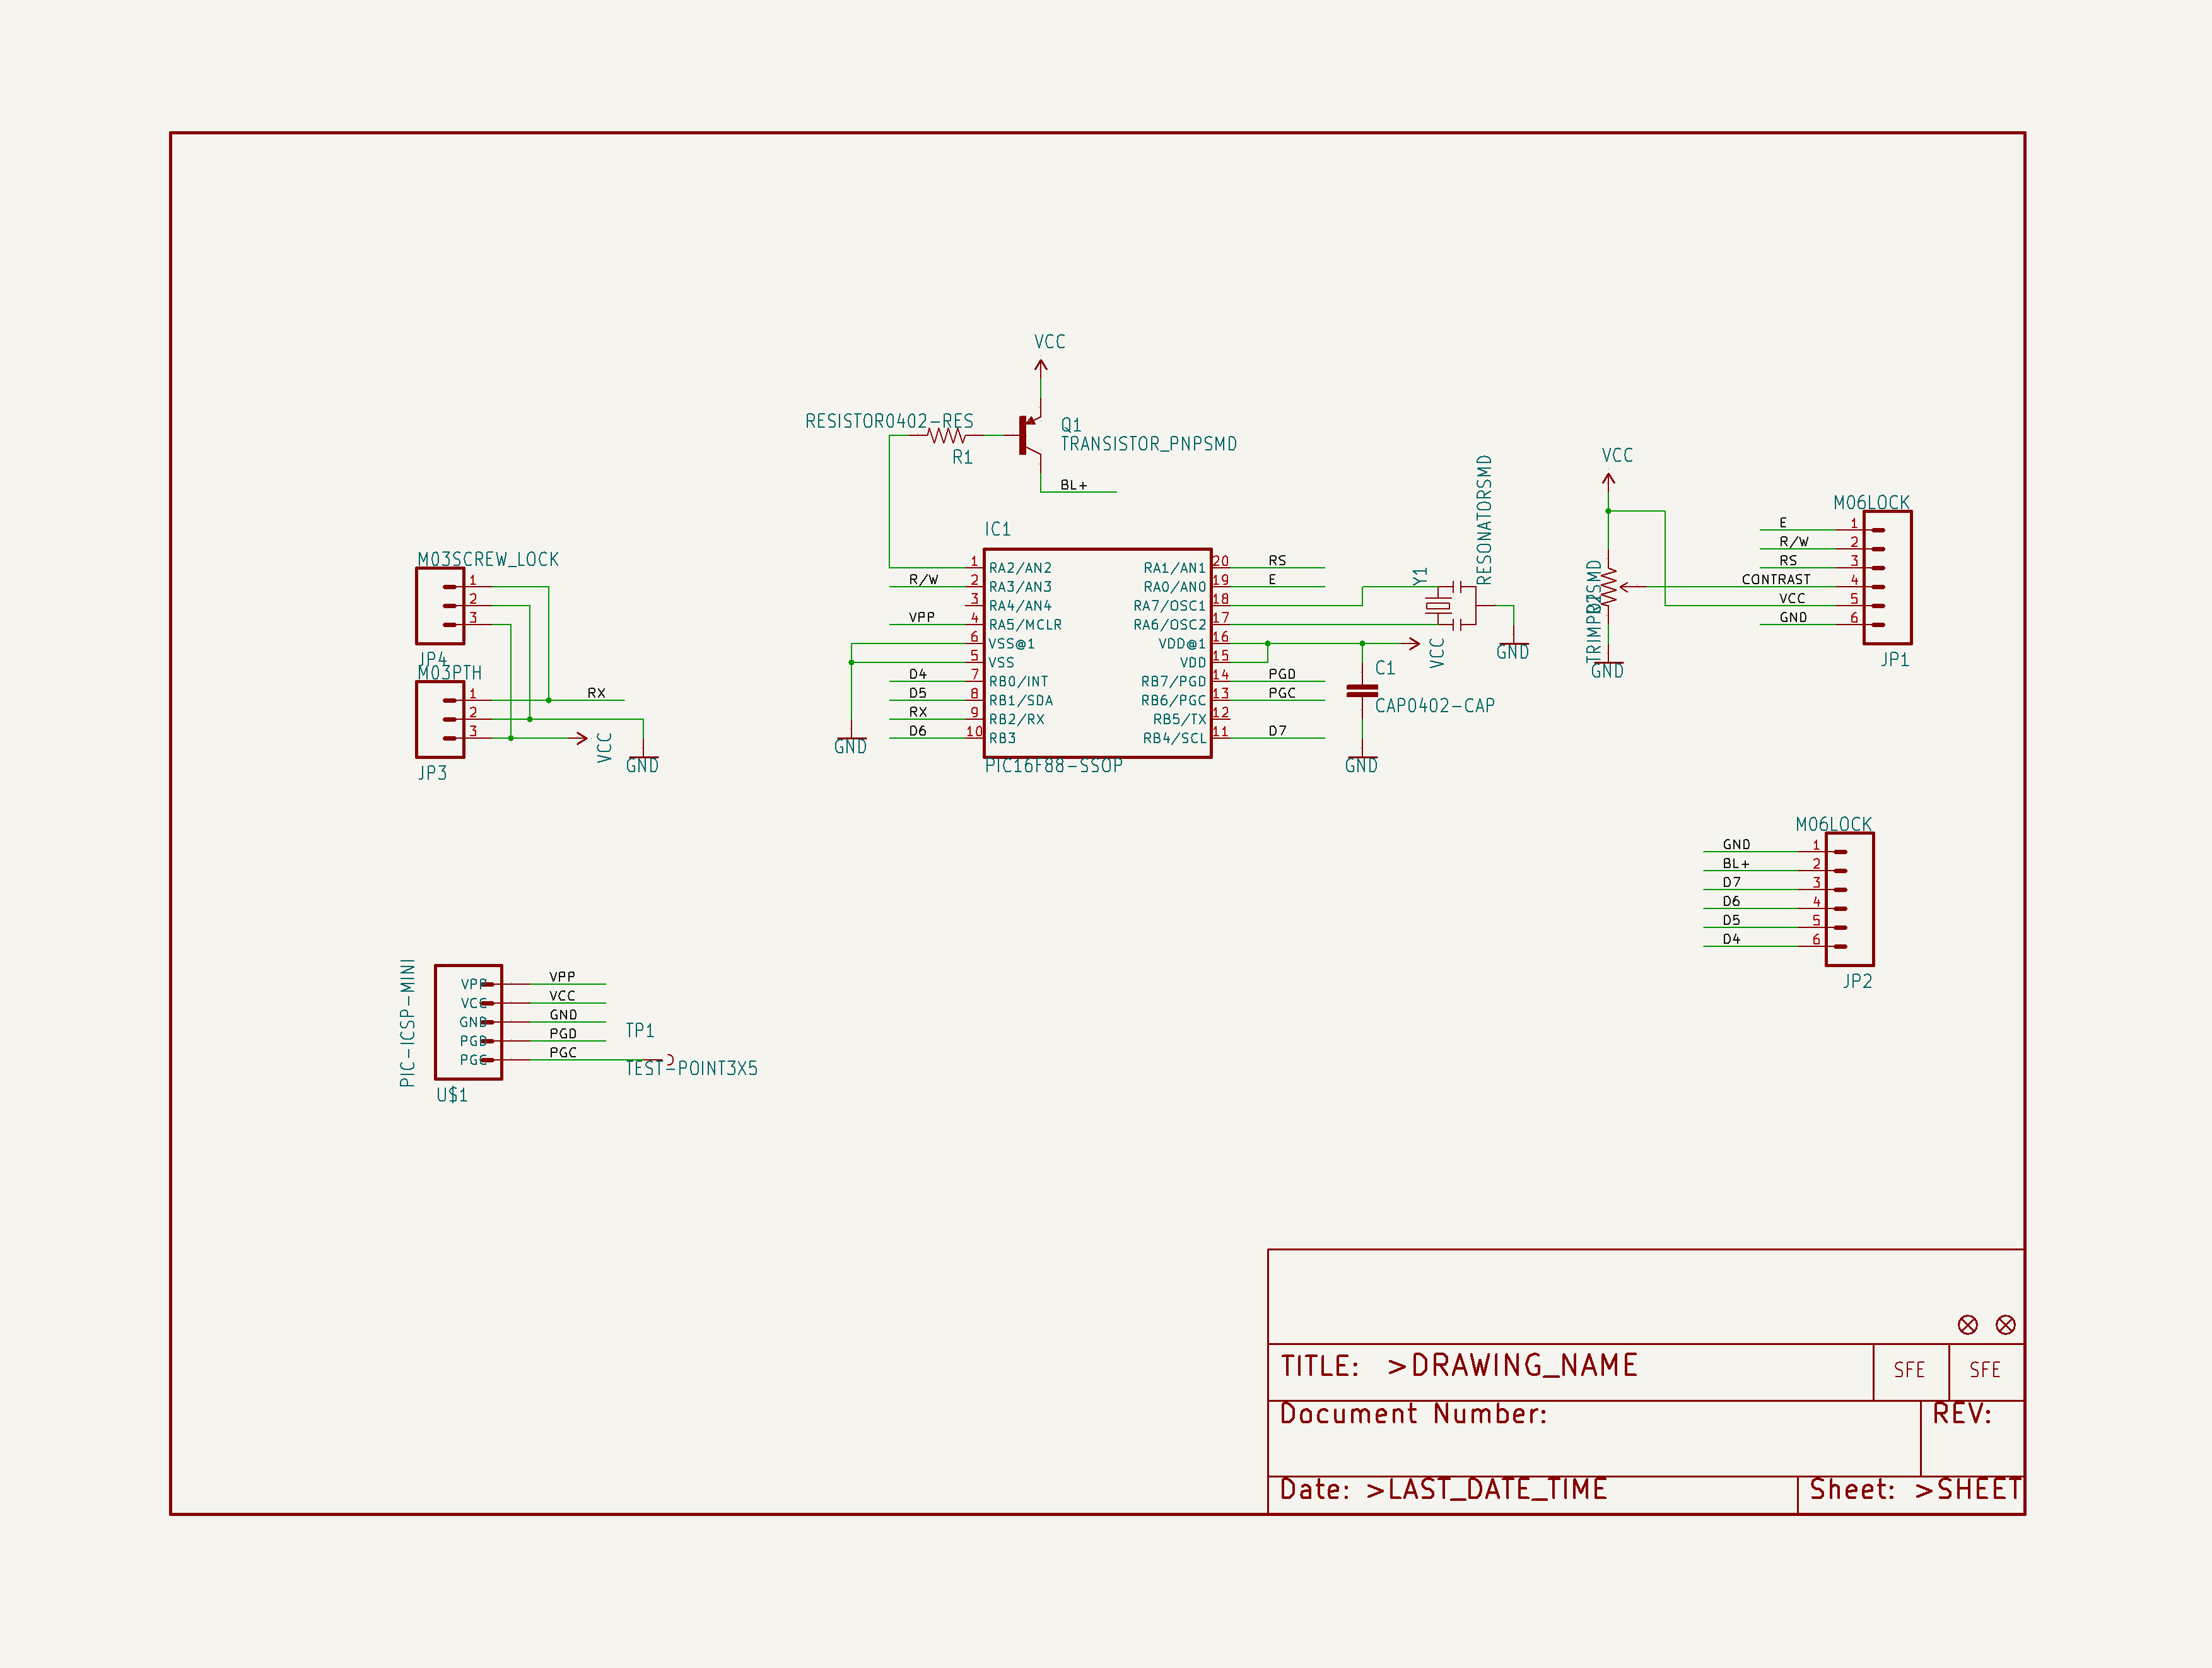 VCC
RESISTOR0402-RES
R1
Q1
TRANSISTOR_PNPSMD
BL+
IC1
1 RA2/AN2 RA1/AN1 20 RS
R/W 2 RA3/AN3 RA0/AN0 19 E
3 RA4/AN4 RA7/OSC1 18
VPP 4 RA5/MCLR RA6/OSC2 17
6 VSS@1 VDD@1 16
5 VSS VDD 15
D4 7 RB0/INT RB7/PGD 14 PGD
D5 8 RB1/SDA RB6/PGC 13 PGC
RX 9 RB2/RX RB5/TX 12
D6 10 RB3 RB4/SCL 11 D7
PIC16F88-SSOP
GND
Y1
RESONATORSMD
GND
VCC
C1
CAP0402-CAP
GND
VCC
TRIMPOTSMD
GND
M06LOCK
E 1
R/W 2
RS 3
CONTRAST 4
VCC 5
GND 6
JP1
M03SCREW_LOCK
1
2
3
JP4
M03PTH
1 RX
2
3
JP3
VCC
GND
M06LOCK
GND 1
BL+ 2
D7 3
D6 4
D5 5
D4 6
JP2
PIC-ICSP-MINI
VPP VPP
VCC VCC
GND GND
PGD PGD
PGC PGC
U$1
TP1
TEST-POINT3X5
TITLE: >DRAWING_NAME
SFE SFE
Document Number:
REV:
Date: >LAST_DATE_TIME
Sheet: >SHEET